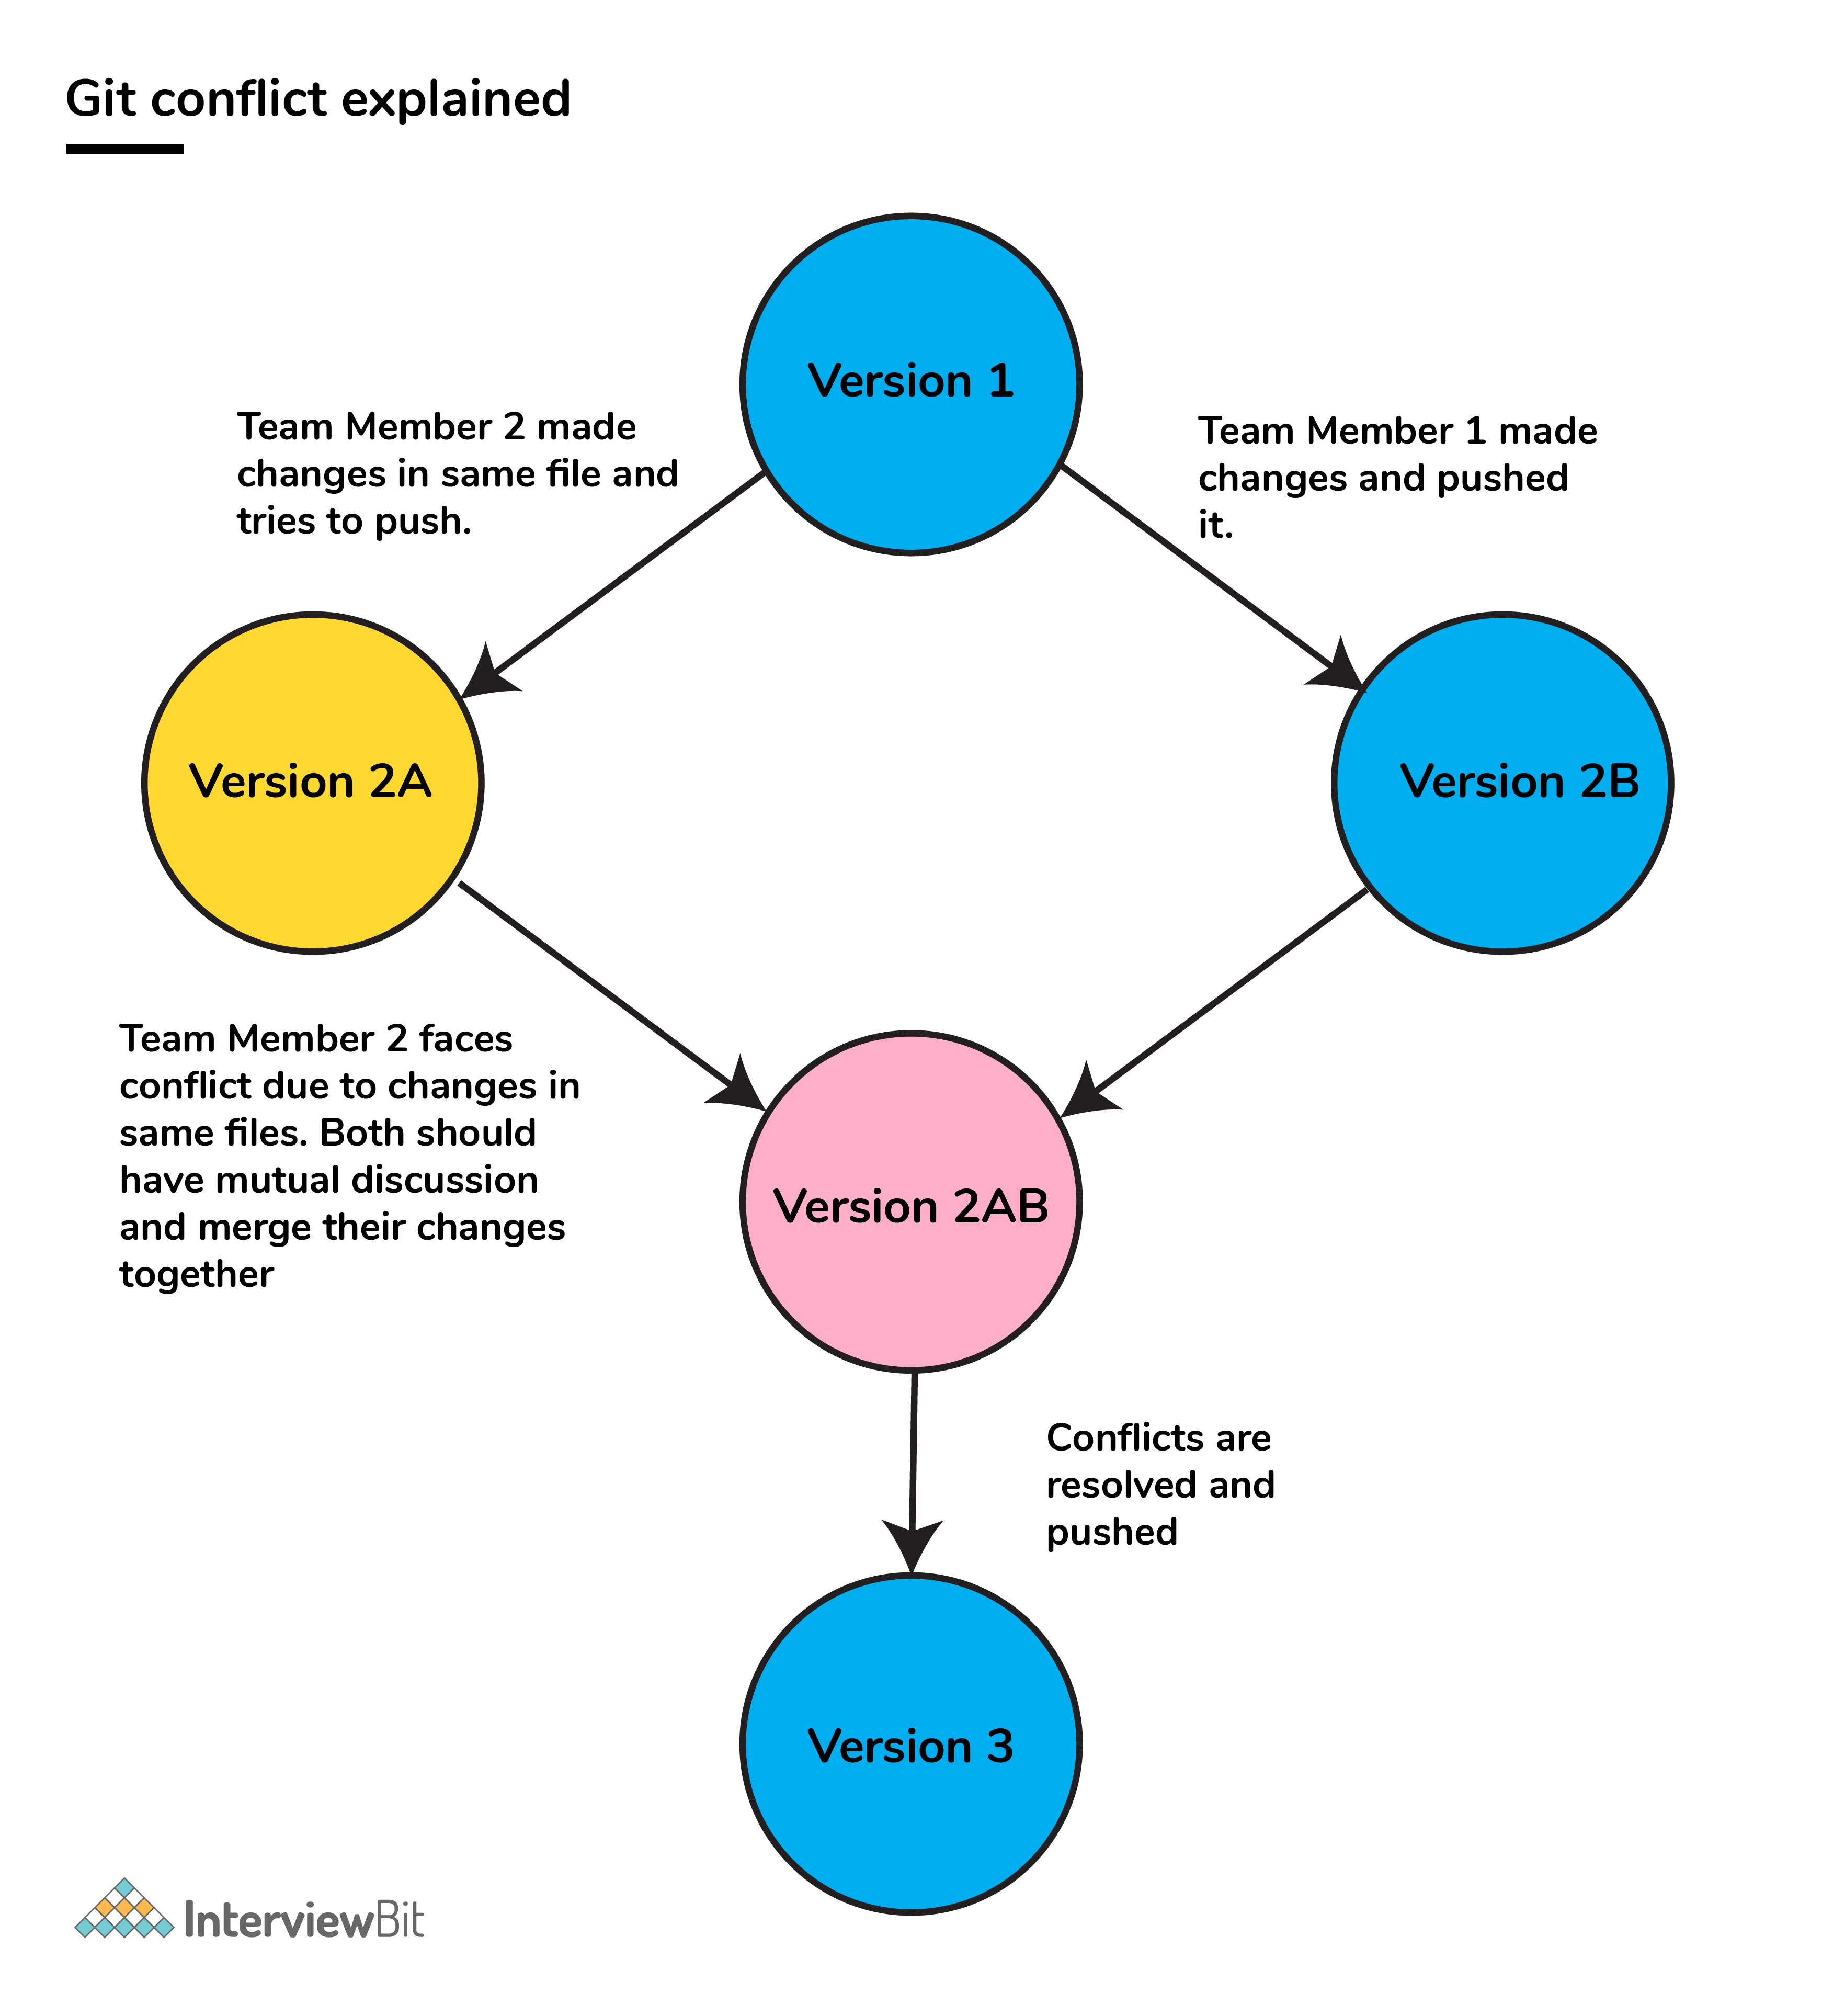 Git conflict explained
Version 1
Team Member 2 made
changes in same file and
tries to push.
Team Member 1 made
changes and pushed
it.
Version 2A
Version 2B
Team Member 2 faces
conflict due to changes in
same files. Both should
have mutual discussion
and merge their changes
together
Version 2AB
Conflicts are
resolved and
pushed
Version 3
InterviewBit